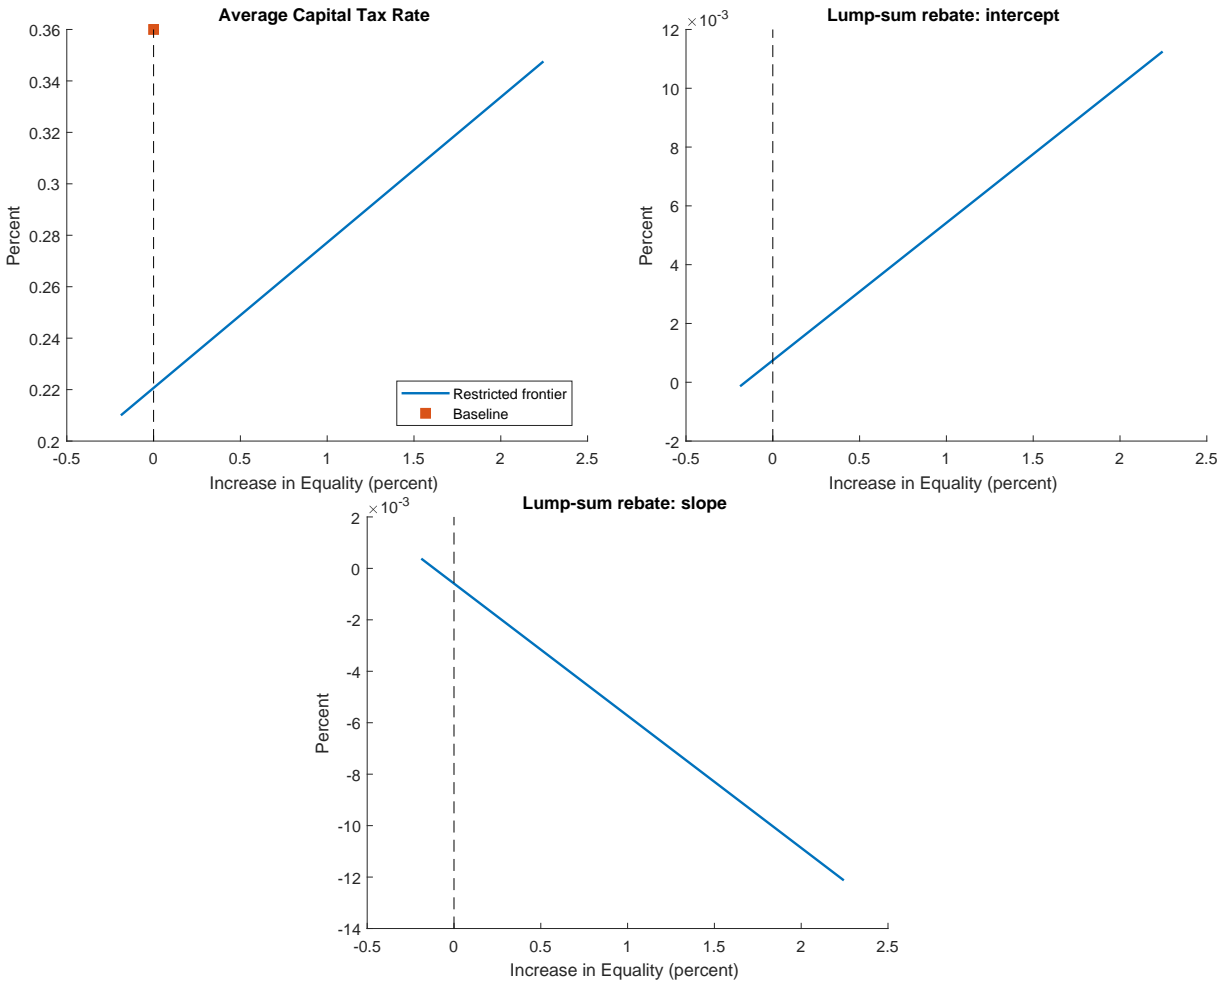 Average Capital Tax Rate
0.36
0.34
0.32
0.3
0.28
0.26
0.24
0.22
0.2
Percent
-0.5 0 0.5 1 1.5 2 2.5
Increase in Equality (percent)
Restricted frontier
Baseline
Lump-sum rebate: intercept
×10-3
12
10
8
6
4
2
0
-2
Percent
-0.5 0 0.5 1 1.5 2 2.5
Increase in Equality (percent)
Lump-sum rebate: slope
×10-3
2
0
-2
-4
-6
-8
-10
-12
-14
Percent
-0.5 0 0.5 1 1.5 2 2.5
Increase in Equality (percent)